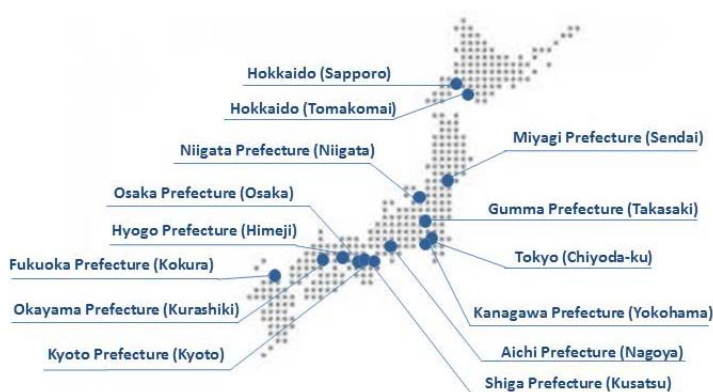 Hokkaido (Sapporo)
Hokkaido (Tomakomai)
Miyagi Prefecture (Sendai)
Niigata Prefecture (Niigata)
Osaka Prefecture (Osaka)
Gumma Prefecture (Takasaki)
Hyogo Prefecture (Himeji)
Tokyo (Chiyoda-ku)
Fukuoka Prefecture (Kokura)
Okayama Prefecture (Kurashiki)
Kanagawa Prefecture (Yokohama)
Kyoto Prefecture (Kyoto)
Aichi Prefecture (Nagoya)
Shiga Prefecture (Kusatsu)